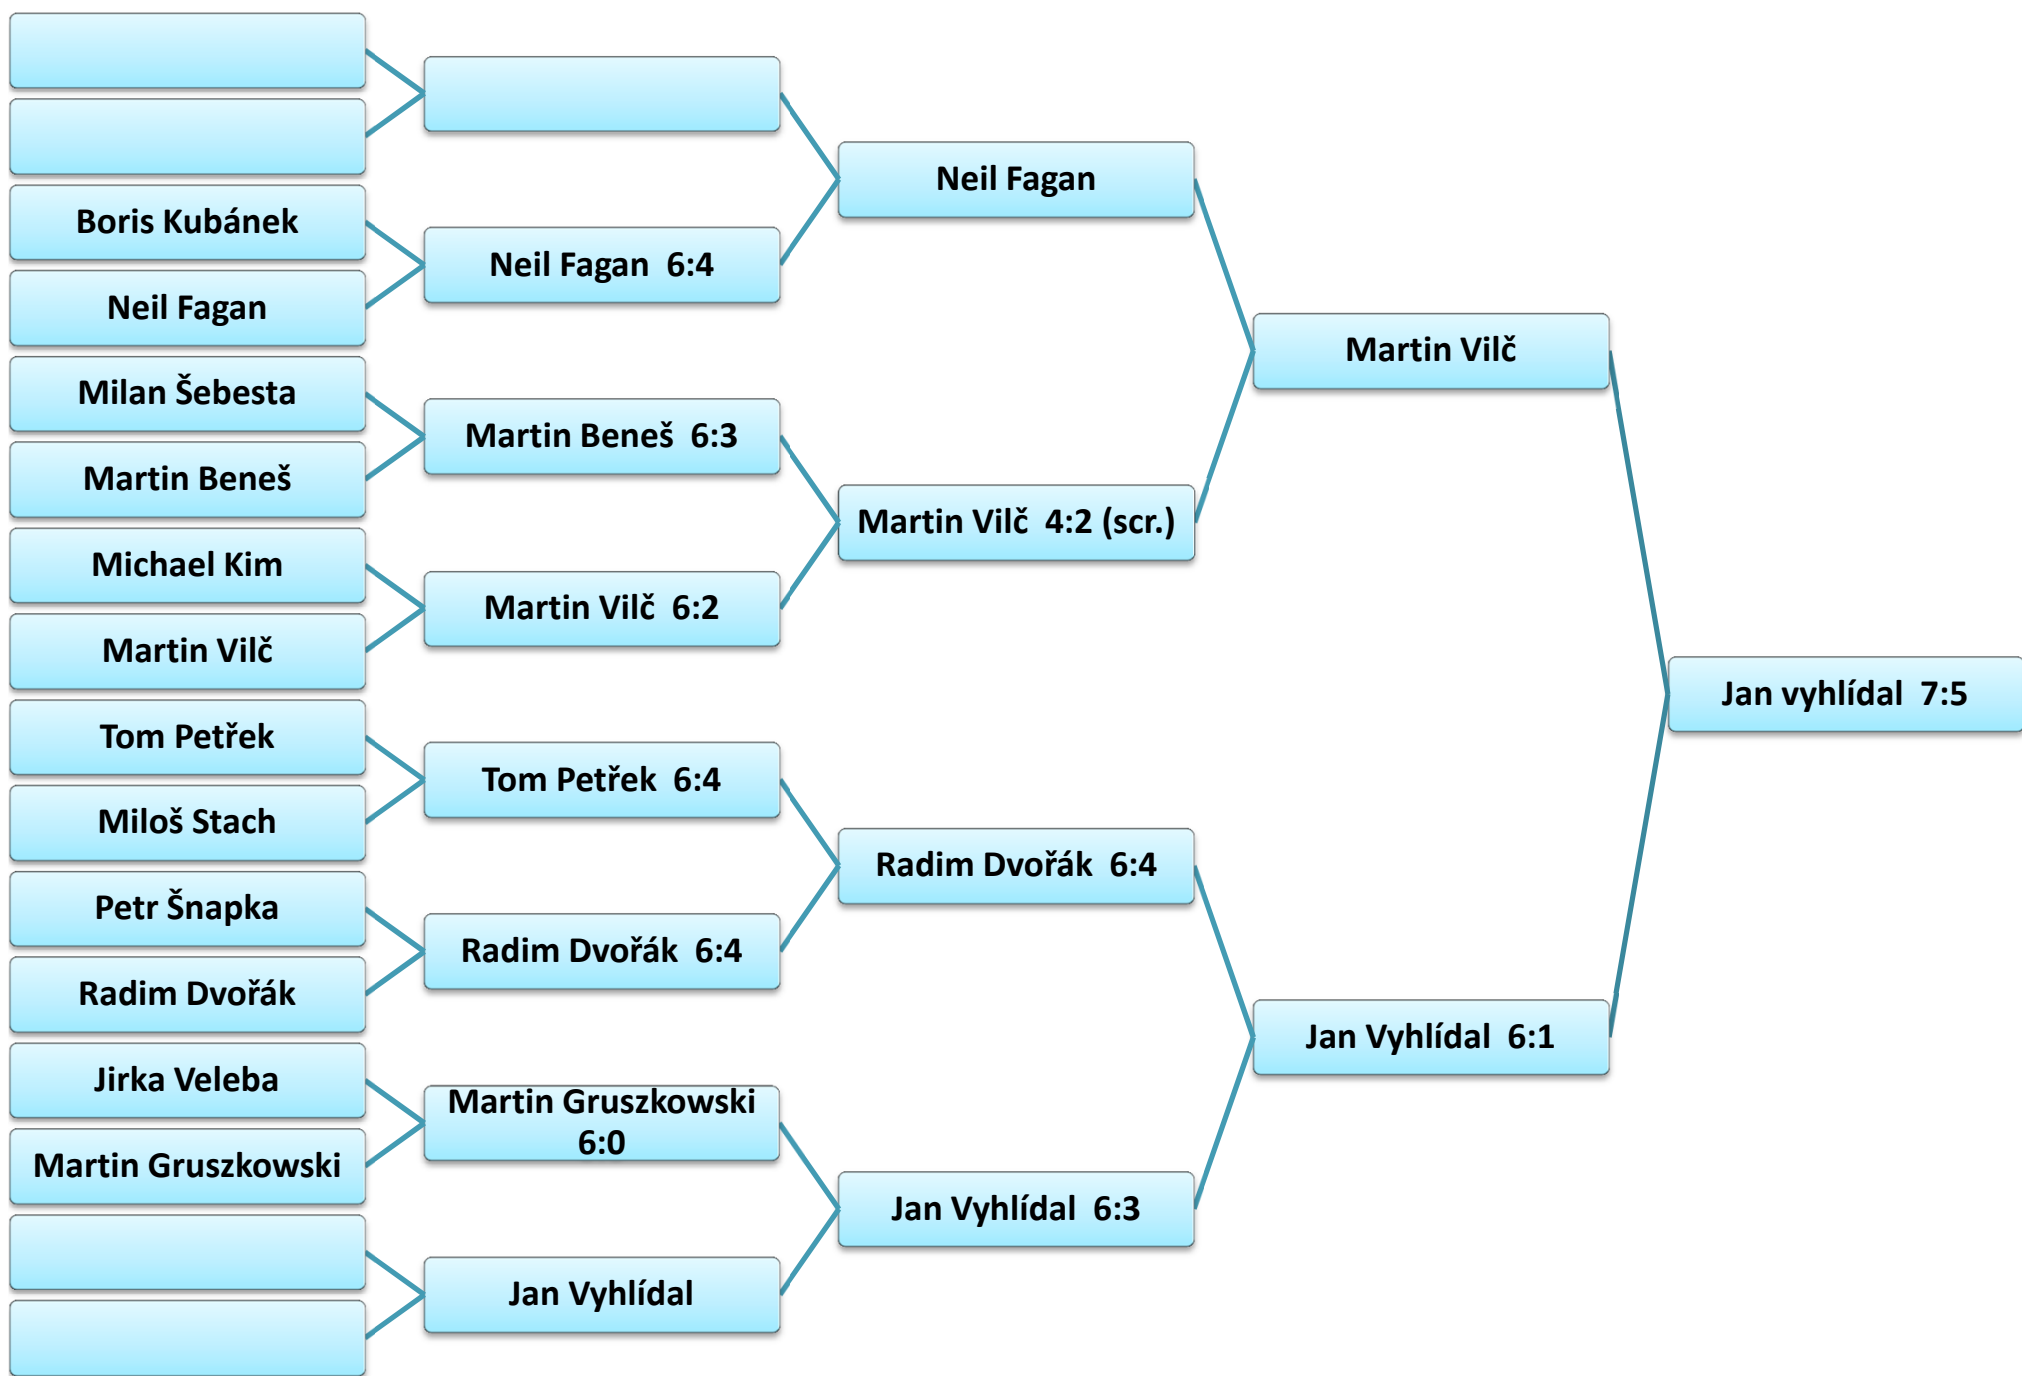 Boris Kubánek
Neil Fagan
Milan Šebesta
Martin Beneš
Michael Kim
Martin Vilč
Tom Petřek
Miloš Stach
Petr Šnapka
Radim Dvořák
Jirka Veleba
Martin Gruszkowski
Neil Fagan 6:4
Martin Beneš 6:3
Martin Vilč 6:2
Tom Petřek 6:4
Radim Dvořák 6:4
Martin Gruszkowski
6:0
Jan Vyhlídal
Neil Fagan
Martin Vilč 4:2 (scr.)
Radim Dvořák 6:4
Jan Vyhlídal 6:3
Martin Vilč
Jan Vyhlídal 6:1
Jan vyhlídal 7:5